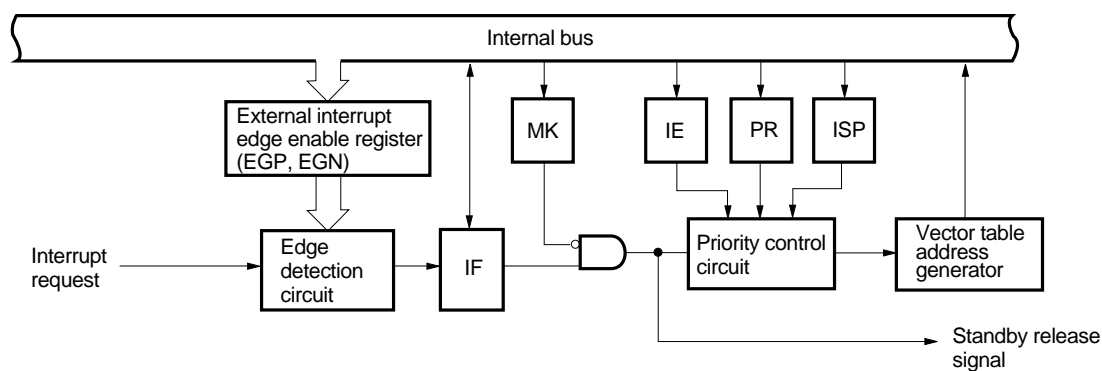 Internal bus
External interrupt
edge enable register
(EGP, EGN)
MK
IE
PR
ISP
Interrupt
request
Edge
detection
circuit
IF
Priority control
circuit
Vector table
address
generator
Standby release
signal